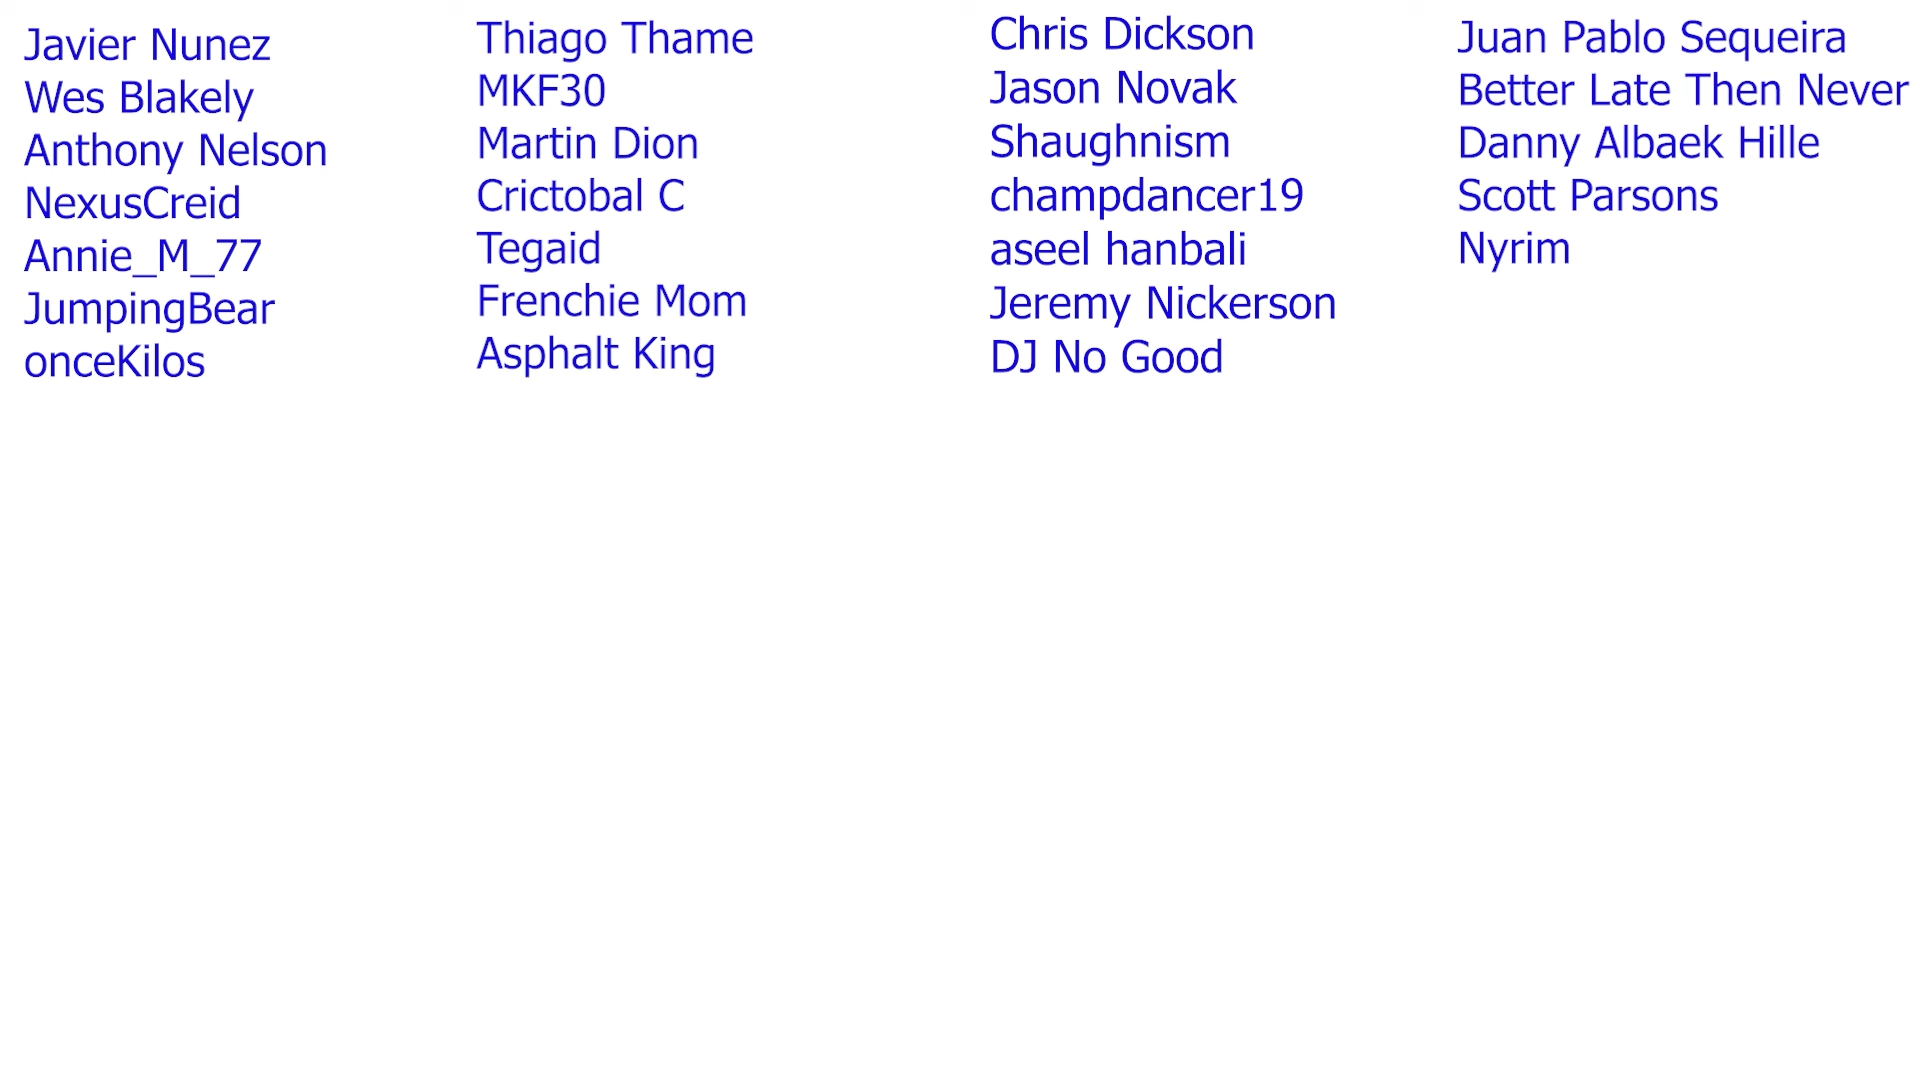 Javier Nunez
Wes Blakely
Anthony Nelson
NexusCreid
Annie_M_77
JumpingBear
onceKilos
Thiago Thame
MKF30
Martin Dion
Crictobal C
Tegaid
Frenchie Mom
Asphalt King
Chris Dickson
Jason Novak
Shaughnism
champdancer19
aseel hanbali
Jeremy Nickerson
DJ No Good
Juan Pablo Sequeira
Better Late Then Never
Danny Albaek Hille
Scott Parsons
Nyrim